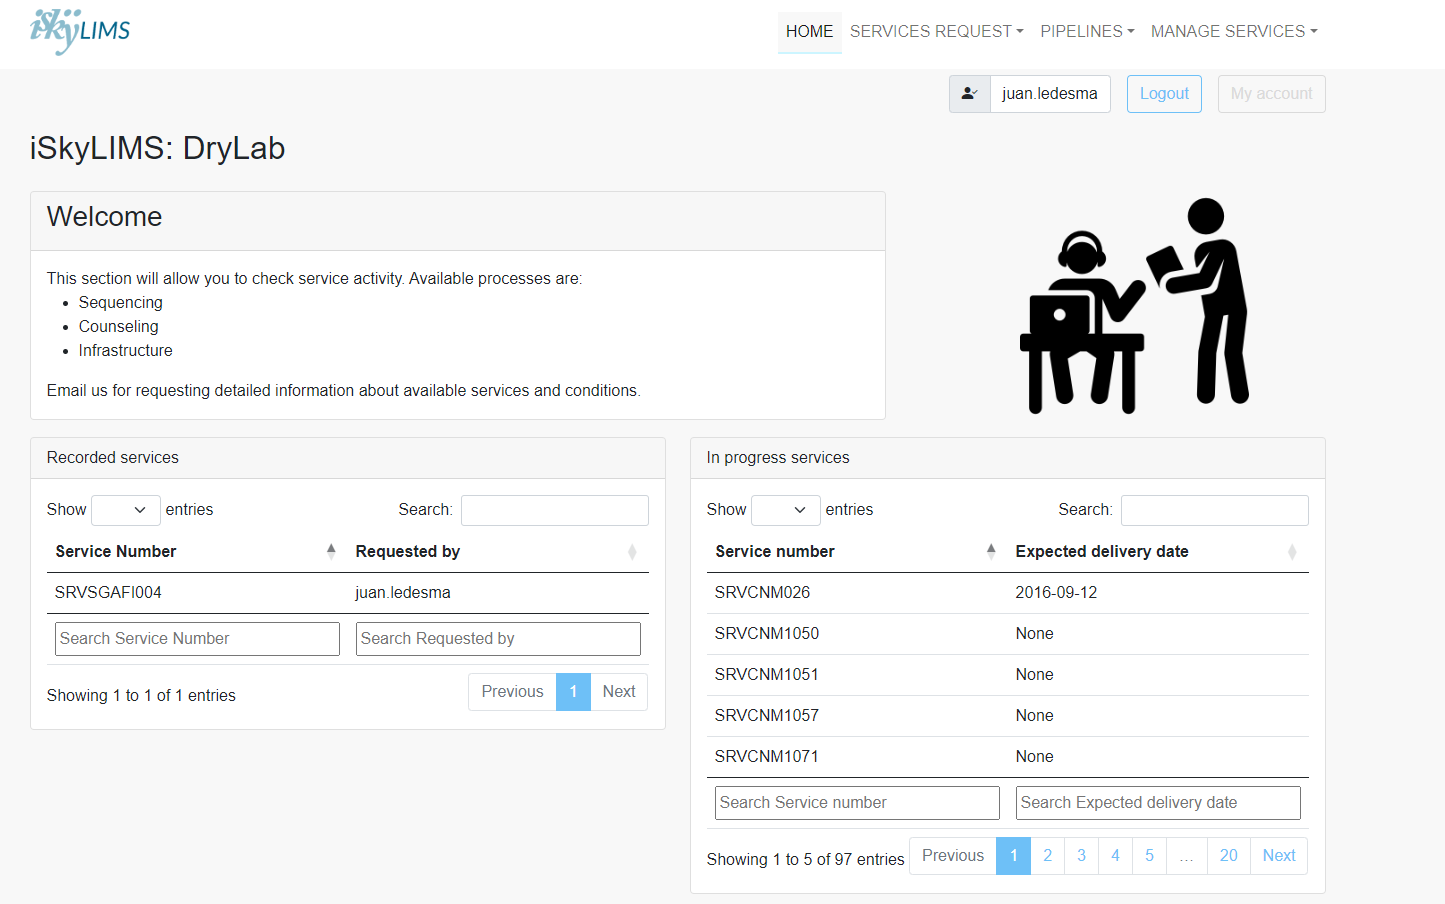 iSkyLIMS
HOME SERVICES REQUEST PIPELINES MANAGE SERVICES
juan.ledesma Logout My account
iSkyLIMS: DryLab
Welcome
This section will allow you to check service activity. Available processes are:
• Sequencing
• Counseling
• Infrastructure
Email us for requesting detailed information about available services and conditions.
Recorded services
Show entries Search:
Service Number Requested by
SRVSGAFI004 juan.ledesma
Search Service Number Search Requested by
Showing 1 to 1 of 1 entries Previous 1 Next
In progress services
Show entries Search:
Service number Expected delivery date
SRVCNM026 2016-09-12
SRVCNM1050 None
SRVCNM1051 None
SRVCNM1057 None
SRVCNM1071 None
Search Service number Search Expected delivery date
Showing 1 to 5 of 97 entries Previous 1 2 3 4 5 … 20 Next